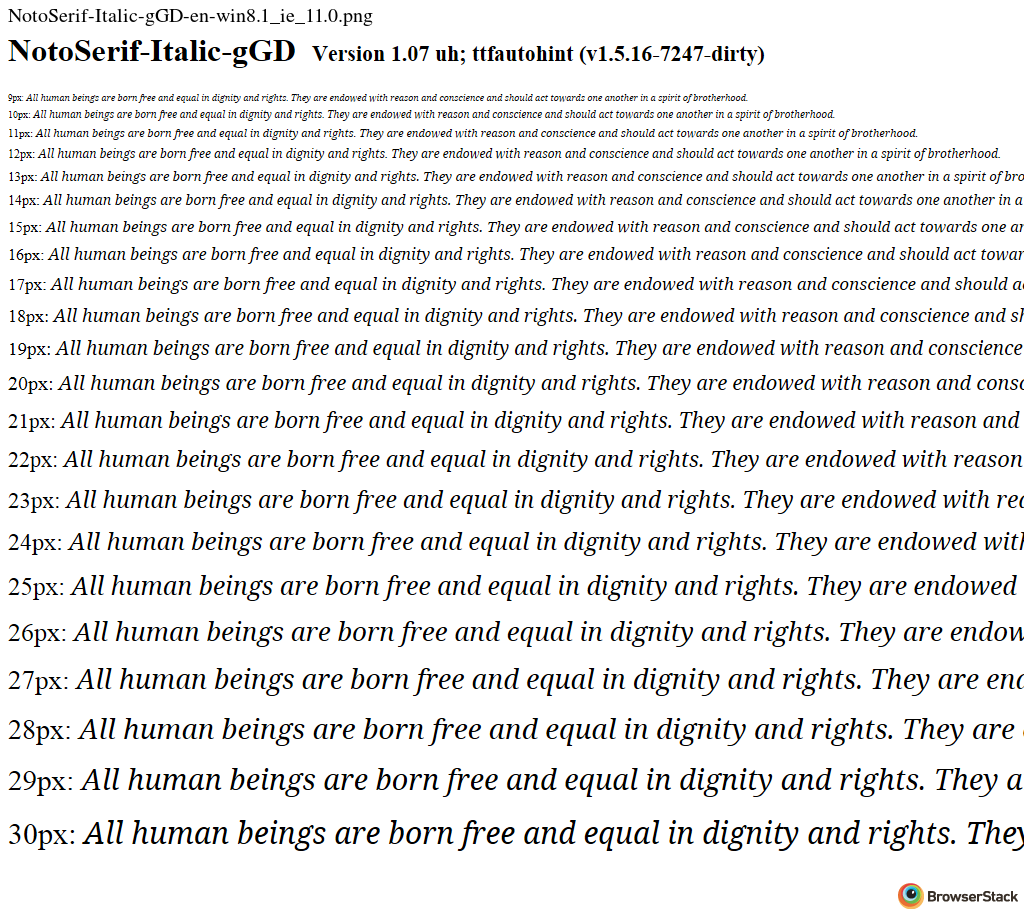 NotoSerif-Italic-gGD-en-win8.1_ie_11.0.png
NotoSerif-Italic-gGD Version 1.07 uh; ttfautohint (v1.5.16-7247-dirty)
9px: All human beings are born free and equal in dignity and rights. They are endowed with reason and conscience and should act towards one another in a spirit of brotherhood.
10px: All human beings are born free and equal in dignity and rights. They are endowed with reason and conscience and should act towards one another in a spirit of brotherhood.
11px: All human beings are born free and equal in dignity and rights. They are endowed with reason and conscience and should act towards one another in a spirit of brotherhood.
12px: All human beings are born free and equal in dignity and rights. They are endowed with reason and conscience and should act towards one another in a spirit of brotherhood.
13px: All human beings are born free and equal in dignity and rights. They are endowed with reason and conscience and should act towards one another in a spirit of bro
14px: All human beings are born free and equal in dignity and rights. They are endowed with reason and conscience and should act towards one another in a
15px: All human beings are born free and equal in dignity and rights. They are endowed with reason and conscience and should act towards one an
16px: All human beings are born free and equal in dignity and rights. They are endowed with reason and conscience and should act towar
17px: All human beings are born free and equal in dignity and rights. They are endowed with reason and conscience and should a
18px: All human beings are born free and equal in dignity and rights. They are endowed with reason and conscience and sh
19px: All human beings are born free and equal in dignity and rights. They are endowed with reason and conscience
20px: All human beings are born free and equal in dignity and rights. They are endowed with reason and consc
21px: All human beings are born free and equal in dignity and rights. They are endowed with reason and
22px: All human beings are born free and equal in dignity and rights. They are endowed with reason
23px: All human beings are born free and equal in dignity and rights. They are endowed with rea
24px: All human beings are born free and equal in dignity and rights. They are endowed with
25px: All human beings are born free and equal in dignity and rights. They are endowed
26px: All human beings are born free and equal in dignity and rights. They are endow
27px: All human beings are born free and equal in dignity and rights. They are end
28px: All human beings are born free and equal in dignity and rights. They are
29px: All human beings are born free and equal in dignity and rights. They a
30px: All human beings are born free and equal in dignity and rights. They
BrowserStack